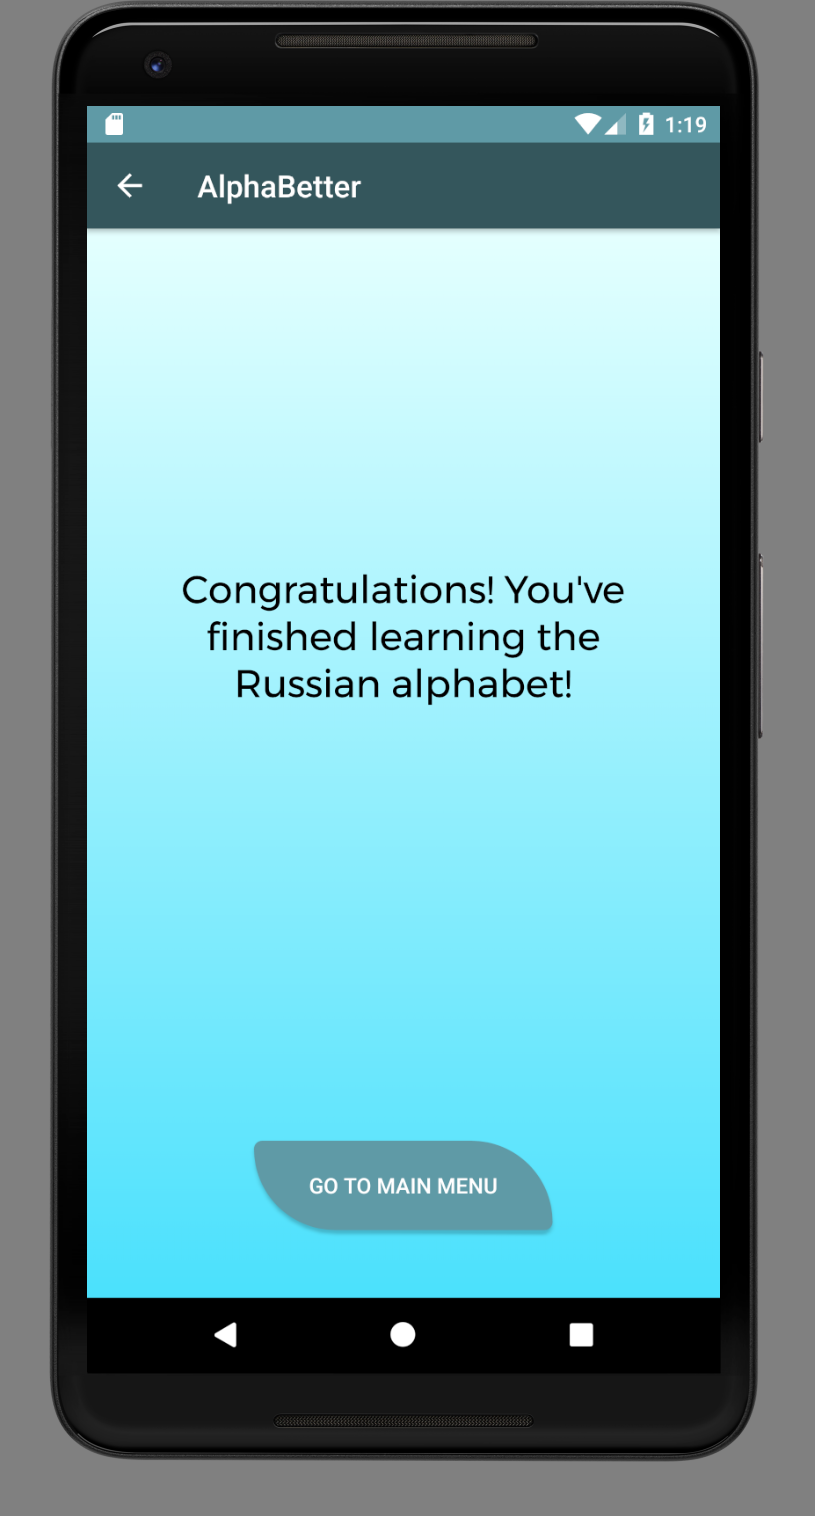 1:19
AlphaBetter
Congratulations! You've
finished learning the
Russian alphabet!
GO TO MAIN MENU